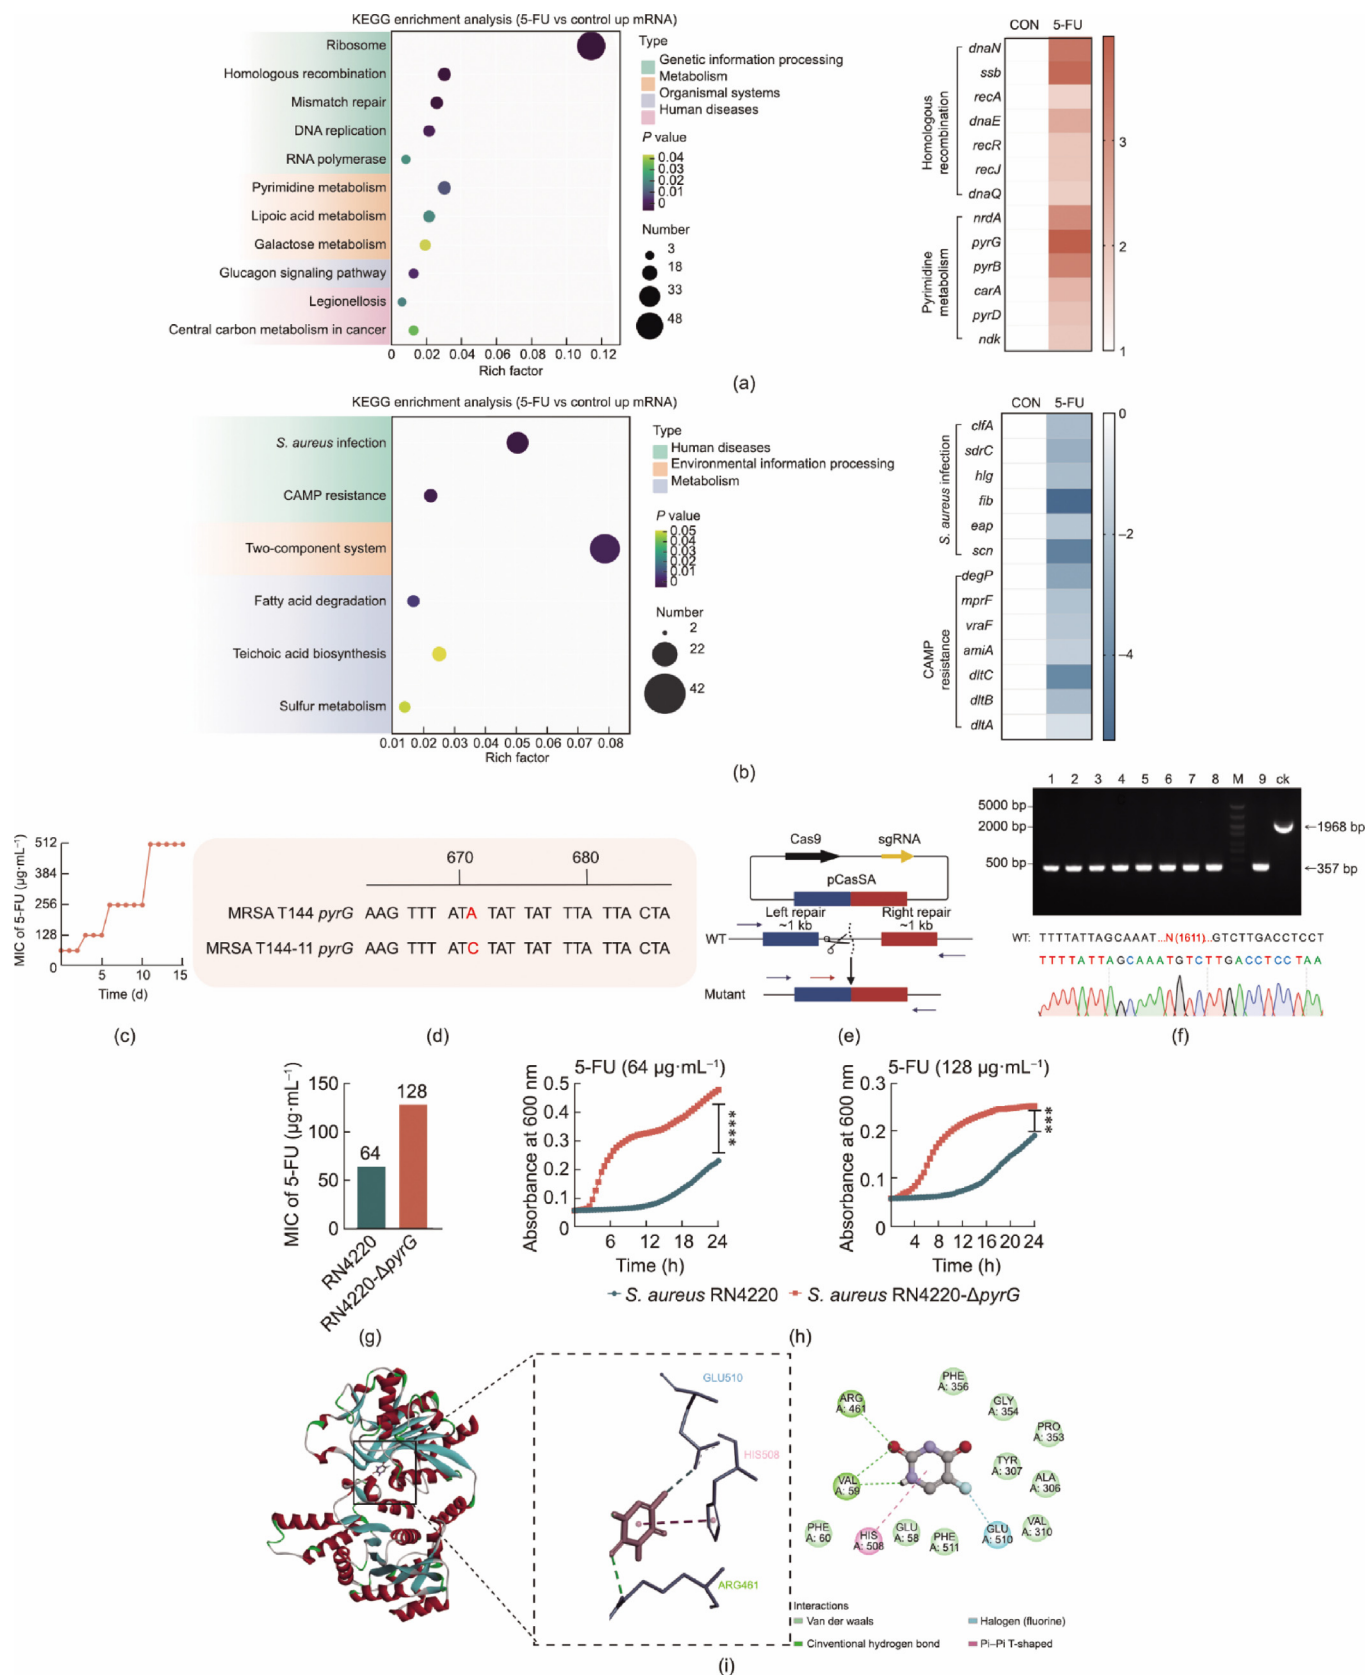 KEGG enrichment analysis (5-FU vs control up mRNA)
Ribosome
Homologous recombination
Mismatch repair
DNA replication
RNA polymerase
Pyrimidine metabolism
Lipoic acid metabolism
Galactose metabolism
Glucagon signaling pathway
Legionellosis
Central carbon metabolism in cancer
0 0.02 0.04 0.06 0.08 0.10 0.12
Rich factor
Type
Genetic information processing
Metabolism
Organismal systems
Human diseases
P value
0.04
0.03
0.02
0.01
0
Number
3
18
33
48
CON 5-FU
Homologous
recombination
dnaN
ssb
recA
dnaE
recR
recJ
dnaQ
Pyrimidine
metabolism
nrdA
pyrG
pyrB
carA
pyrD
ndk
3
2
1
(a)
KEGG enrichment analysis (5-FU vs control up mRNA)
S. aureus infection
CAMP resistance
Two-component system
Fatty acid degradation
Teichoic acid biosynthesis
Sulfur metabolism
0.01 0.02 0.03 0.04 0.05 0.06 0.07 0.08
Rich factor
Type
Human diseases
Environmental information processing
Metabolism
P value
0.05
0.04
0.03
0.02
0.01
0
Number
2
22
42
CON 5-FU
S. aureus infection
clfA
sdrC
hlg
fib
eap
scn
CAMP
resistance
degP
mprF
vraF
amiA
dltC
dltB
dltA
0
−2
−4
(b)
MIC of 5-FU (µg·mL⁻¹)
512
384
256
128
0 5 10 15
Time (d)
(c)
670 680
MRSA T144 pyrG AAG TTT ATA TAT TAT TTA TTA CTA
MRSA T144-11 pyrG AAG TTT ATC TAT TAT TTA TTA CTA
(d)
Cas9 sgRNA
pCasSA
Left repair Right repair
~1 kb ~1 kb
WT
Mutant
(e)
1 2 3 4 5 6 7 8 M 9 ck
5000 bp
2000 bp
500 bp
1968 bp
357 bp
WT: TTTTATTAGCAAAT...N(1611)..GTCTTGACCTCCT
TTTTATTAGCAAATGTCTTGACCTCCTAA
(f)
MIC of 5-FU (µg·mL⁻¹)
150
100
50
0
64
128
RN4220
RN4220-ΔpyrG
(g)
5-FU (64 µg·mL⁻¹)
Absorbance at 600 nm
0.5
0.4
0.3
0.2
0.1
0
6 12 18 24
Time (h)
****
5-FU (128 µg·mL⁻¹)
Absorbance at 600 nm
0.3
0.2
0.1
0
4 8 12 16 20 24
Time (h)
***
S. aureus RN4220 S. aureus RN4220-ΔpyrG
(h)
GLU510
HIS508
ARG461
PHE
A: 356
ARG
A: 461
GLY
A: 354
PRO
A: 353
TYR
A: 307
ALA
A: 306
VAL
A: 59
PHE
A: 60
HIS
A: 508
GLU
A: 58
PHE
A: 511
GLU
A: 510
VAL
A: 310
Interactions
Van der waals
Halogen (fluorine)
Cinventional hydrogen bond
Pi–Pi T-shaped
(i)